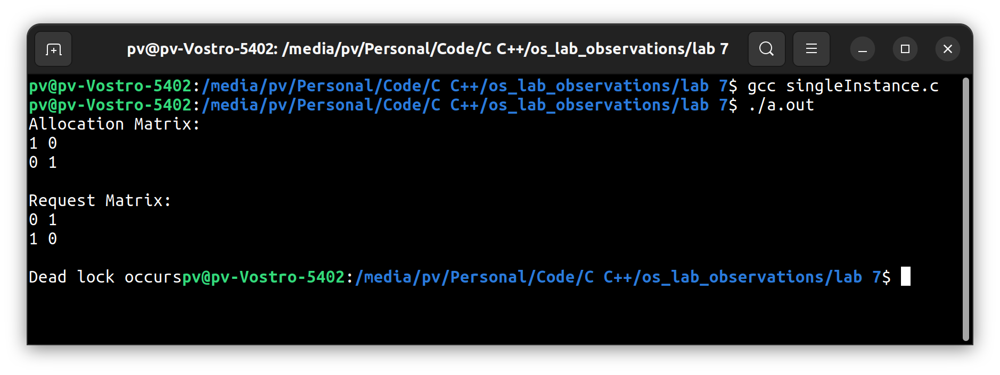 pv@pv-Vostro-5402: /media/pv/Personal/Code/C C++/os_lab_observations/lab 7
pv@pv-Vostro-5402:/media/pv/Personal/Code/C C++/os_lab_observations/lab 7$ gcc singleInstance.c
pv@pv-Vostro-5402:/media/pv/Personal/Code/C C++/os_lab_observations/lab 7$ ./a.out
Allocation Matrix:
1 0
0 1
Request Matrix:
0 1
1 0
Dead lock occurspv@pv-Vostro-5402:/media/pv/Personal/Code/C C++/os_lab_observations/lab 7$